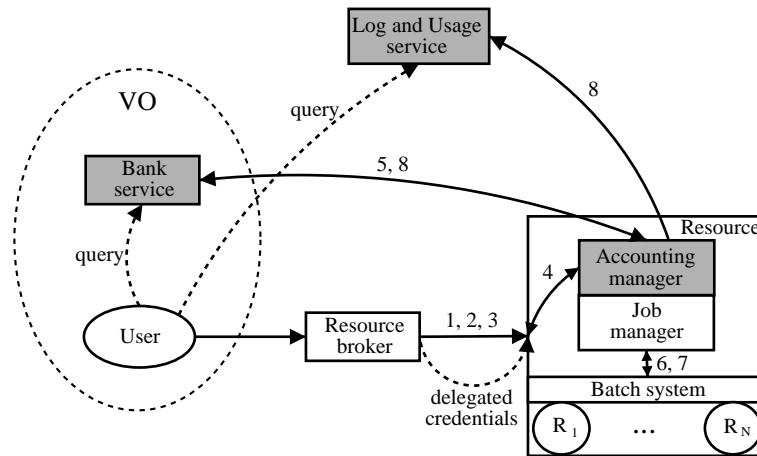 Log and Usage
service
8
VO
query
Bank
service
5, 8
Resource
query
4
Accounting
manager
User
Resource
broker
1, 2, 3
Job
manager
6, 7
delegated
credentials
Batch system
R 1
...
R N